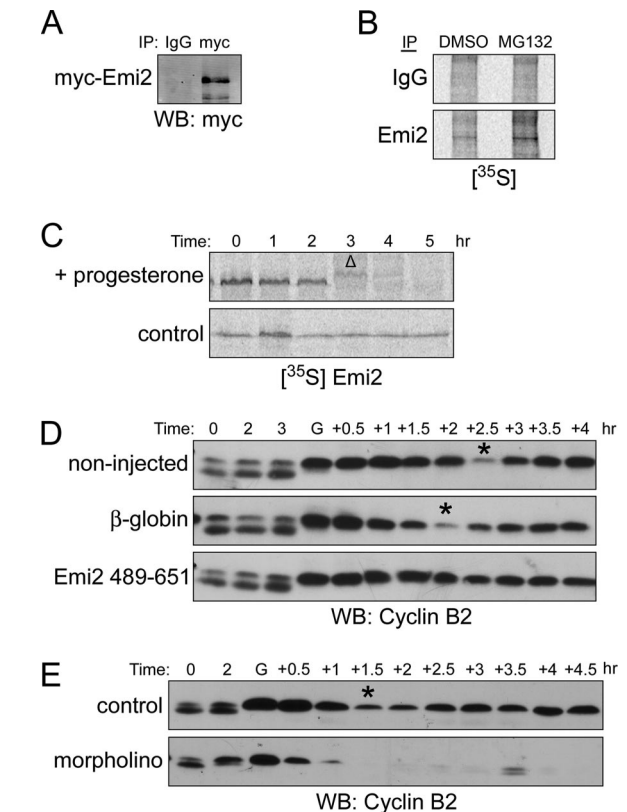 A
IP: IgG myc
myc-Emi2
WB: myc
B
IP DMSO MG132
IgG
Emi2
[35S]
C
Time: 0 1 2 3 4 5 hr
Δ
+ progesterone
control
[35S] Emi2
D
Time: 0 2 3 G +0.5 +1 +1.5 +2 +2.5 +3 +3.5 +4 hr
*
non-injected
*
β-globin
Emi2 489-651
WB: Cyclin B2
E
Time: 0 2 G +0.5 +1 +1.5 +2 +2.5 +3 +3.5 +4 +4.5 hr
*
control
morpholino
WB: Cyclin B2